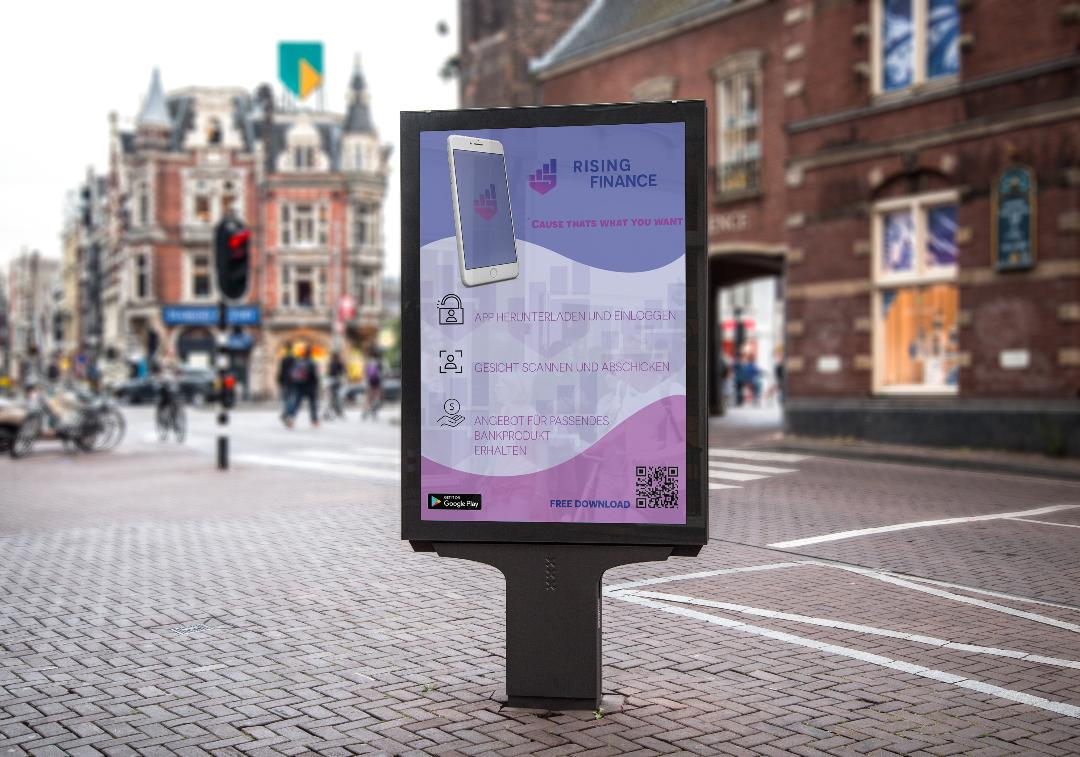 RISING
FINANCE
'CAUSE THATS WHAT YOU WANT
APP HERUNTERLADEN UND EINLOGGEN
GESICHT SCANNEN UND ABSCHICKEN
ANGEBOT FÜR PASSENDES
BANKPRODUKT
ERHALTEN
GET IT ON
Google Play
FREE DOWNLOAD